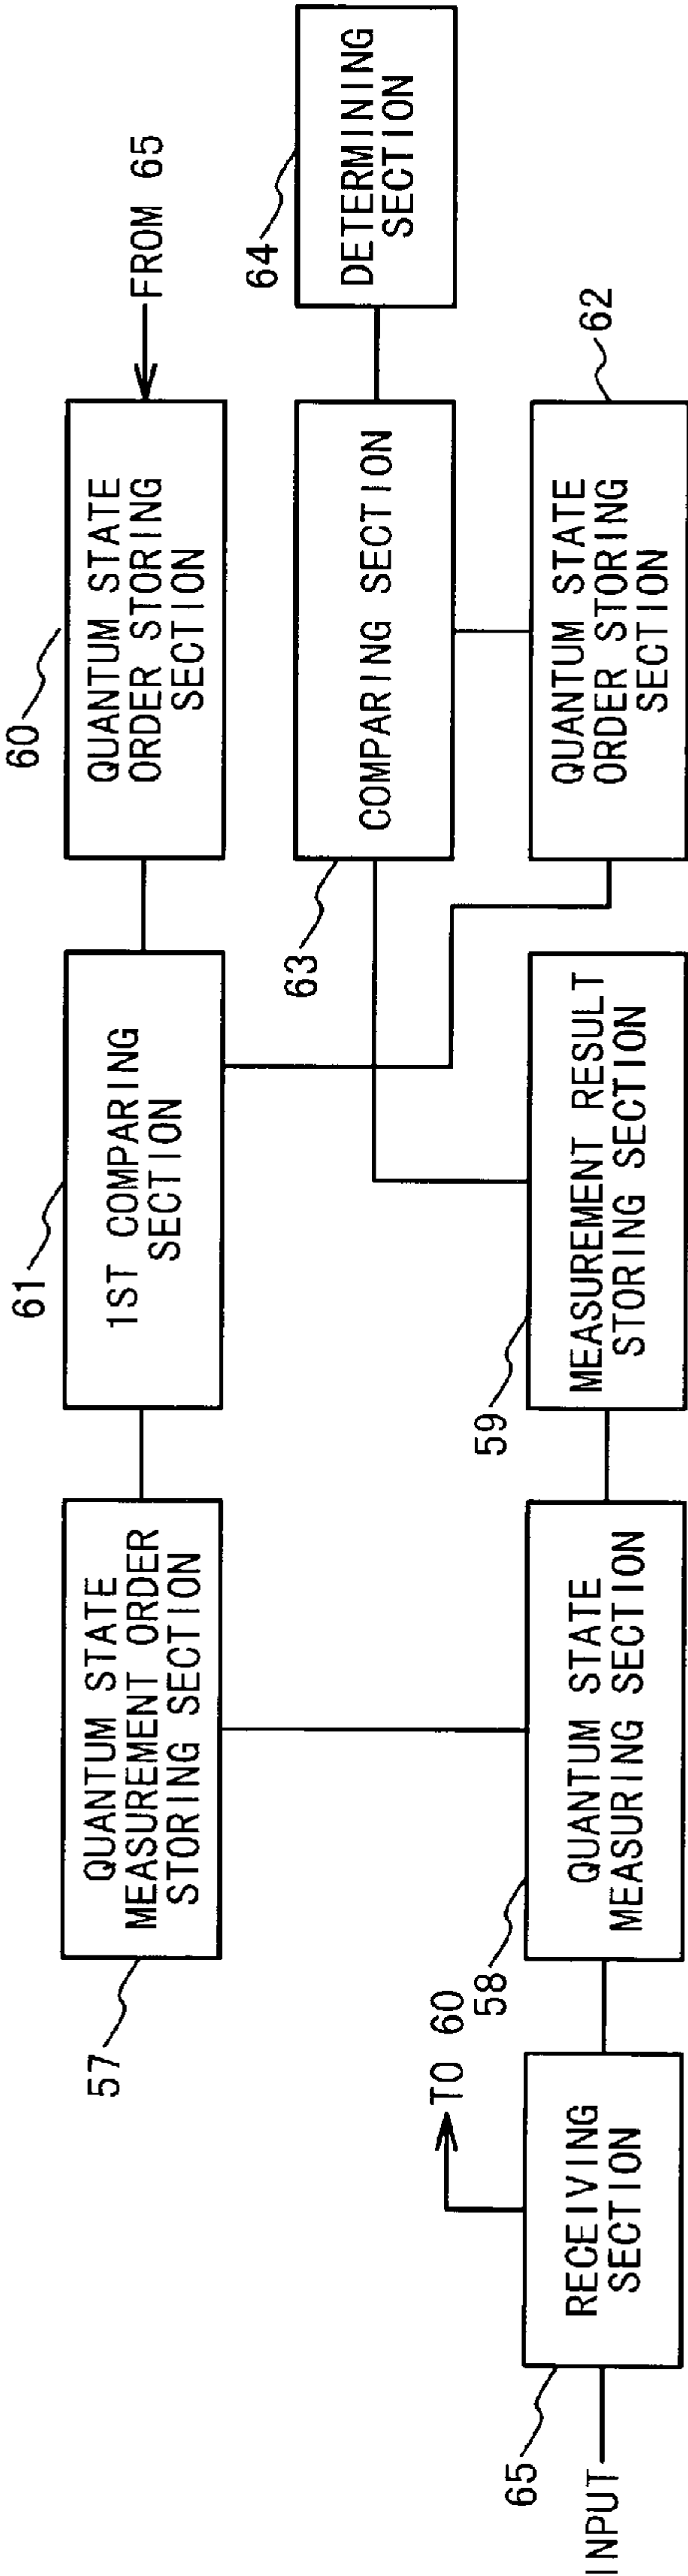 INPUT
65
RECEIVING
SECTION
TO 60
57
QUANTUM STATE
MEASUREMENT ORDER
STORING SECTION
58
QUANTUM STATE
MEASURING SECTION
61
1ST COMPARING
SECTION
59
MEASUREMENT RESULT
STORING SECTION
60
QUANTUM STATE
ORDER STORING
SECTION
FROM 65
63
COMPARING SECTION
62
QUANTUM STATE
ORDER STORING
SECTION
64
DETERMINING
SECTION